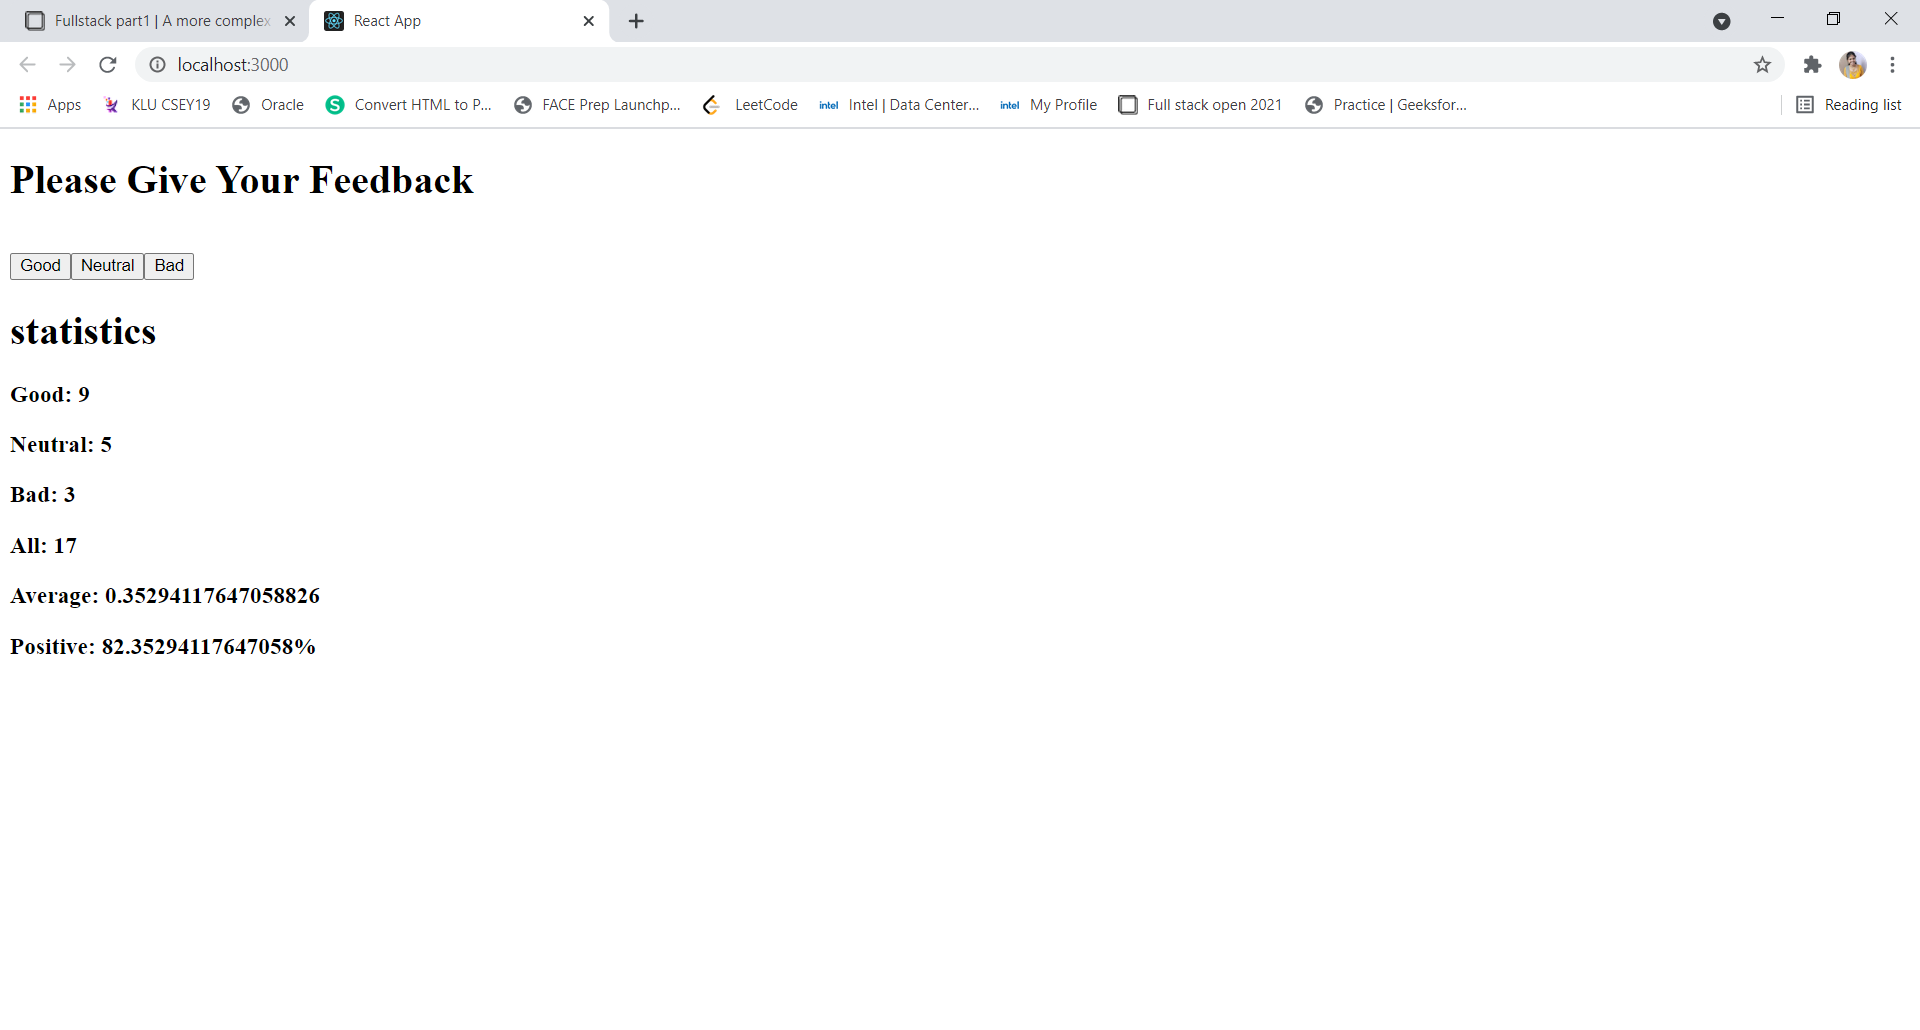 Fullstack part1 | A more complex
React App
localhost:3000
Apps KLU CSEY19 Oracle Convert HTML to P... FACE Prep Launchp... LeetCode intel Intel | Data Center... intel My Profile Full stack open 2021 Practice | Geeksfor... Reading list
Please Give Your Feedback
Good Neutral Bad
statistics
Good: 9
Neutral: 5
Bad: 3
All: 17
Average: 0.35294117647058826
Positive: 82.35294117647058%